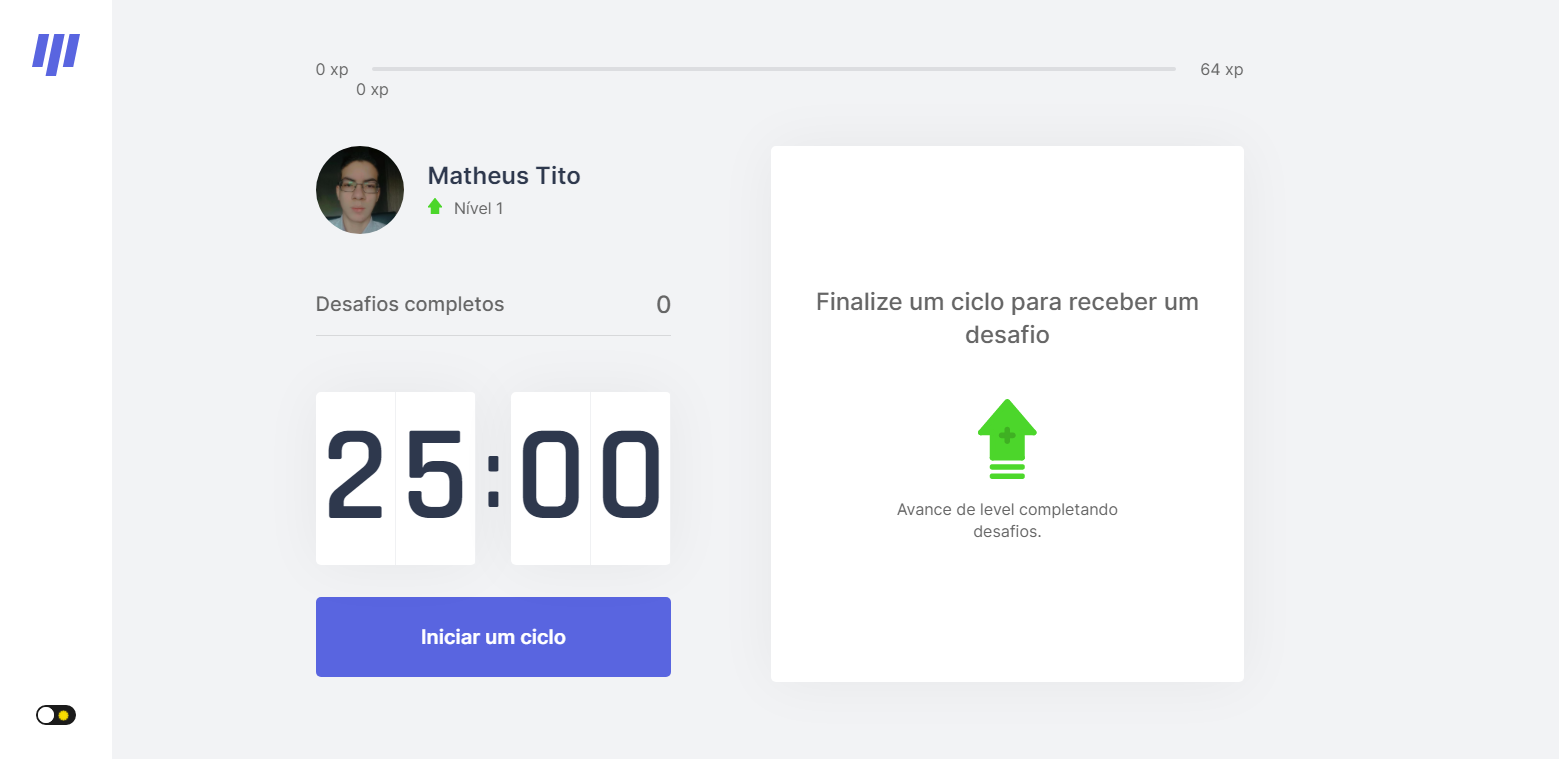 0 xp
64 xp
0 xp
Matheus Tito
Nível 1
Desafios completos
0
25:00
Iniciar um ciclo
Finalize um ciclo para receber um
desafio
Avance de level completando
desafios.